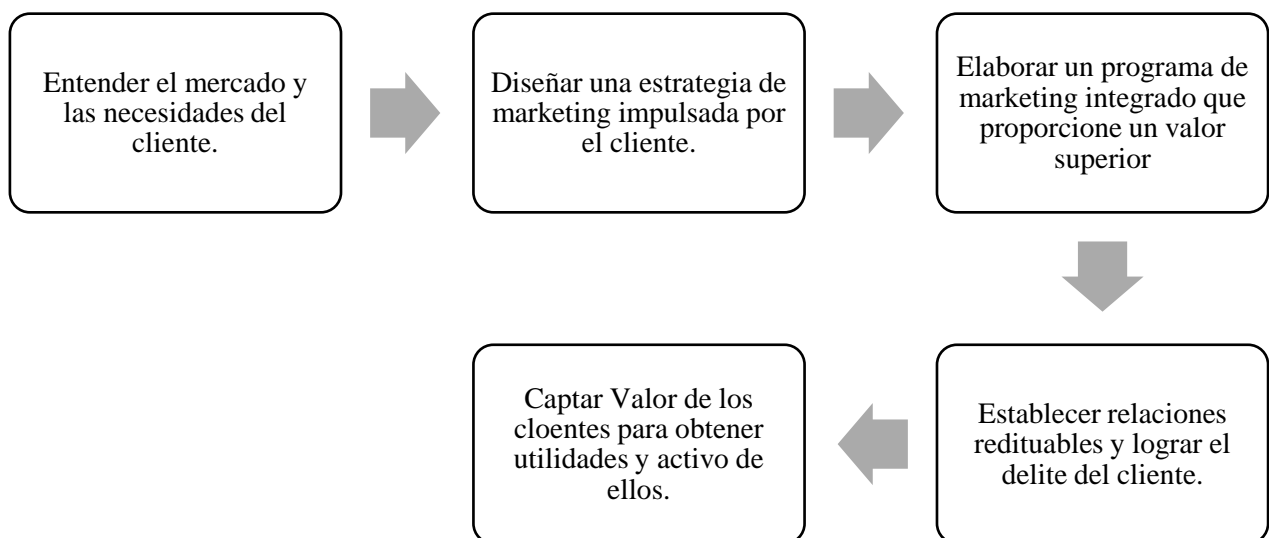 Entender el mercado y
las necesidades del
cliente.
Diseñar una estrategia de
marketing impulsada por
el cliente.
Elaborar un programa de
marketing integrado que
proporcione un valor
superior
Establecer relaciones
redituables y lograr el
delite del cliente.
Captar Valor de los
cloentes para obtener
utilidades y activo de
ellos.